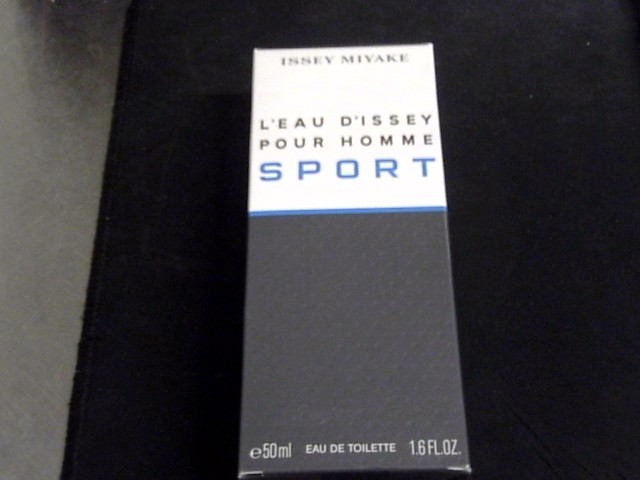 ISSEY MIYAKE
L'EAU D'ISSEY
POUR HOMME
SPORT
℮50ml EAU DE TOILETTE 1.6 FL.OZ.